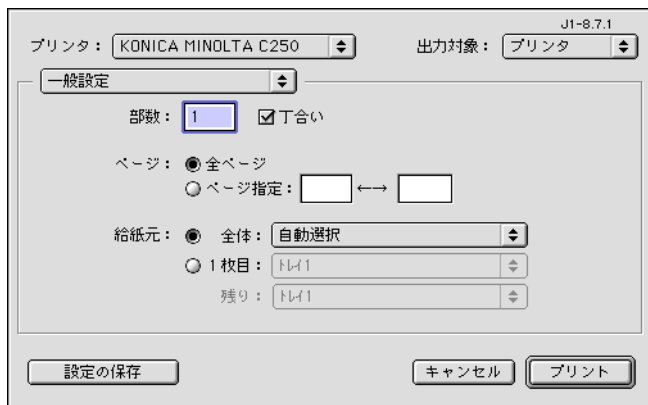 J1-8.7.1
プリンタ： KONICA MINOLTA C250 出力対象： プリンタ
一般設定
部数： 1 丁合い
ページ： 全ページ
ページ指定： ←→
給紙元： 全体： 自動選択
1枚目： ﾄﾚｲ1
残り： ﾄﾚｲ1
設定の保存 キャンセル プリント